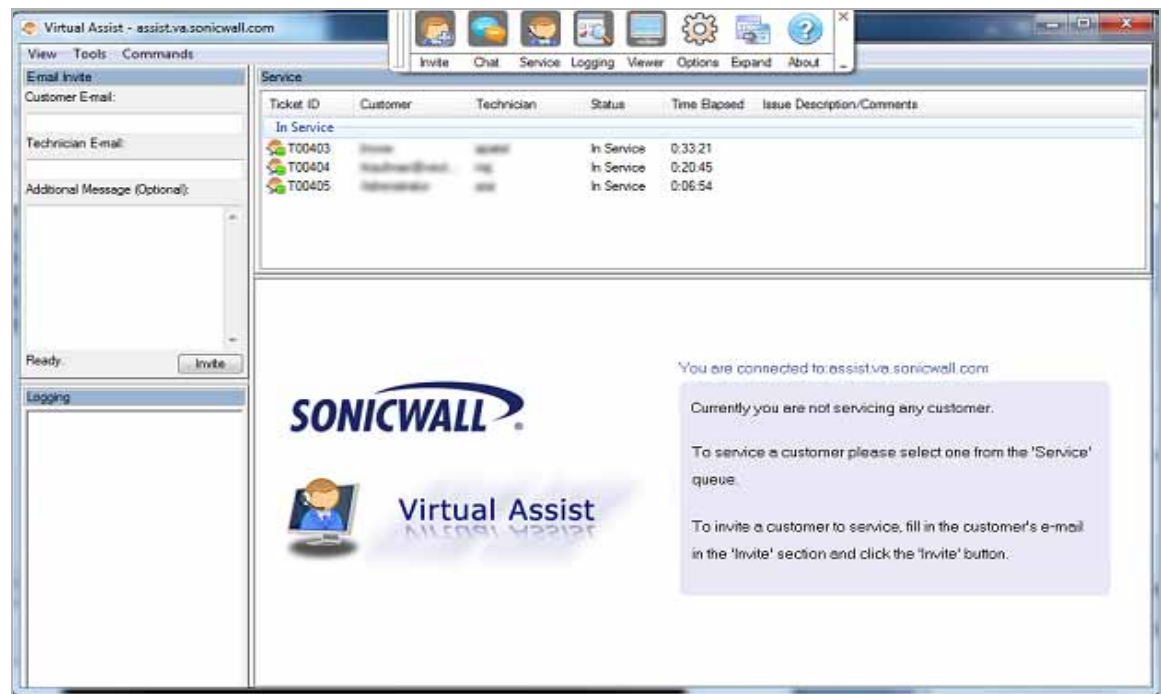 Virtual Assist - assist.va.sonicwall.com
Invite Chat Service Logging Viewer Options Expand About
View Tools Commands
Email Invite
Customer E-mail:
Technician E-mail:
Additional Message (Optional):
Ready.
Invite
Logging
Service
Ticket ID Customer Technician Status Time Elapsed Issue Description/Comments
In Service
T00403 In Service 0:33:21
T00404 In Service 0:20:45
T00405 In Service 0:06:54
SONICWALL
Virtual Assist
You are connected to:assist.va.sonicwall.com
Currently you are not servicing any customer.
To service a customer please select one from the 'Service'
queue.
To invite a customer to service, fill in the customer's e-mail
in the 'Invite' section and click the 'Invite' button.